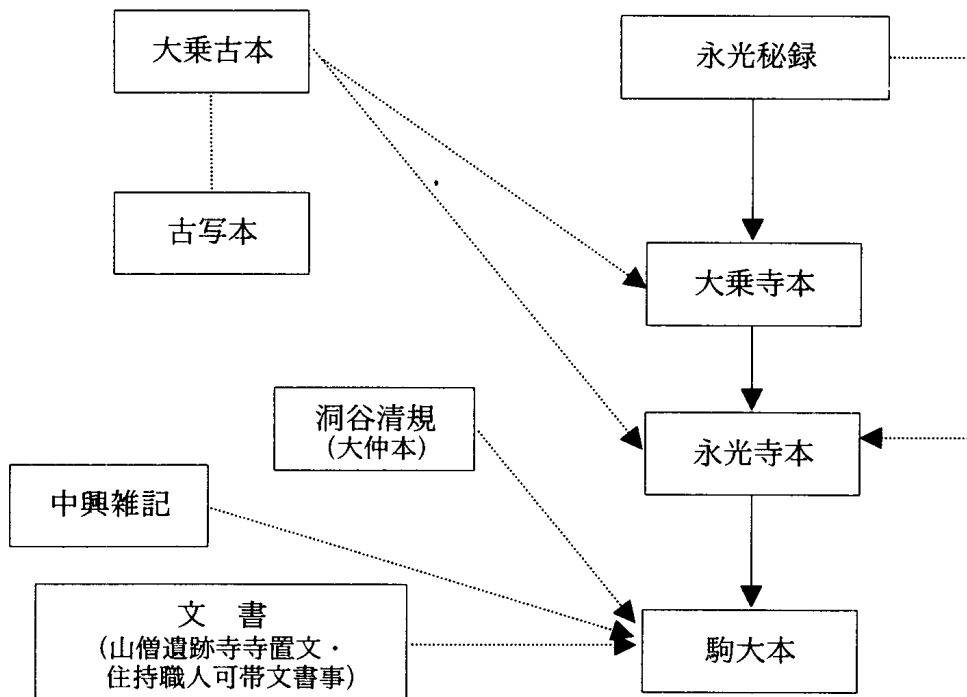 大乗古本
永光秘録
古写本
大乗寺本
洞谷清規
(大仲本)
永光寺本
中興雑記
文　書
(山僧遺跡寺寺置文・
住持職人可帯文書事)
駒大本